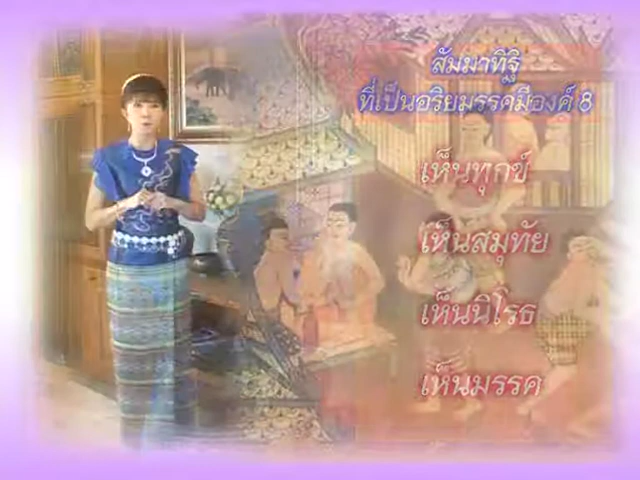 สัมมาทิฐิ
ที่เป็นอริยมรรคมีองค์ 8
เห็นทุกข์
เห็นสมุทัย
เห็นนิโรธ
เห็นมรรค